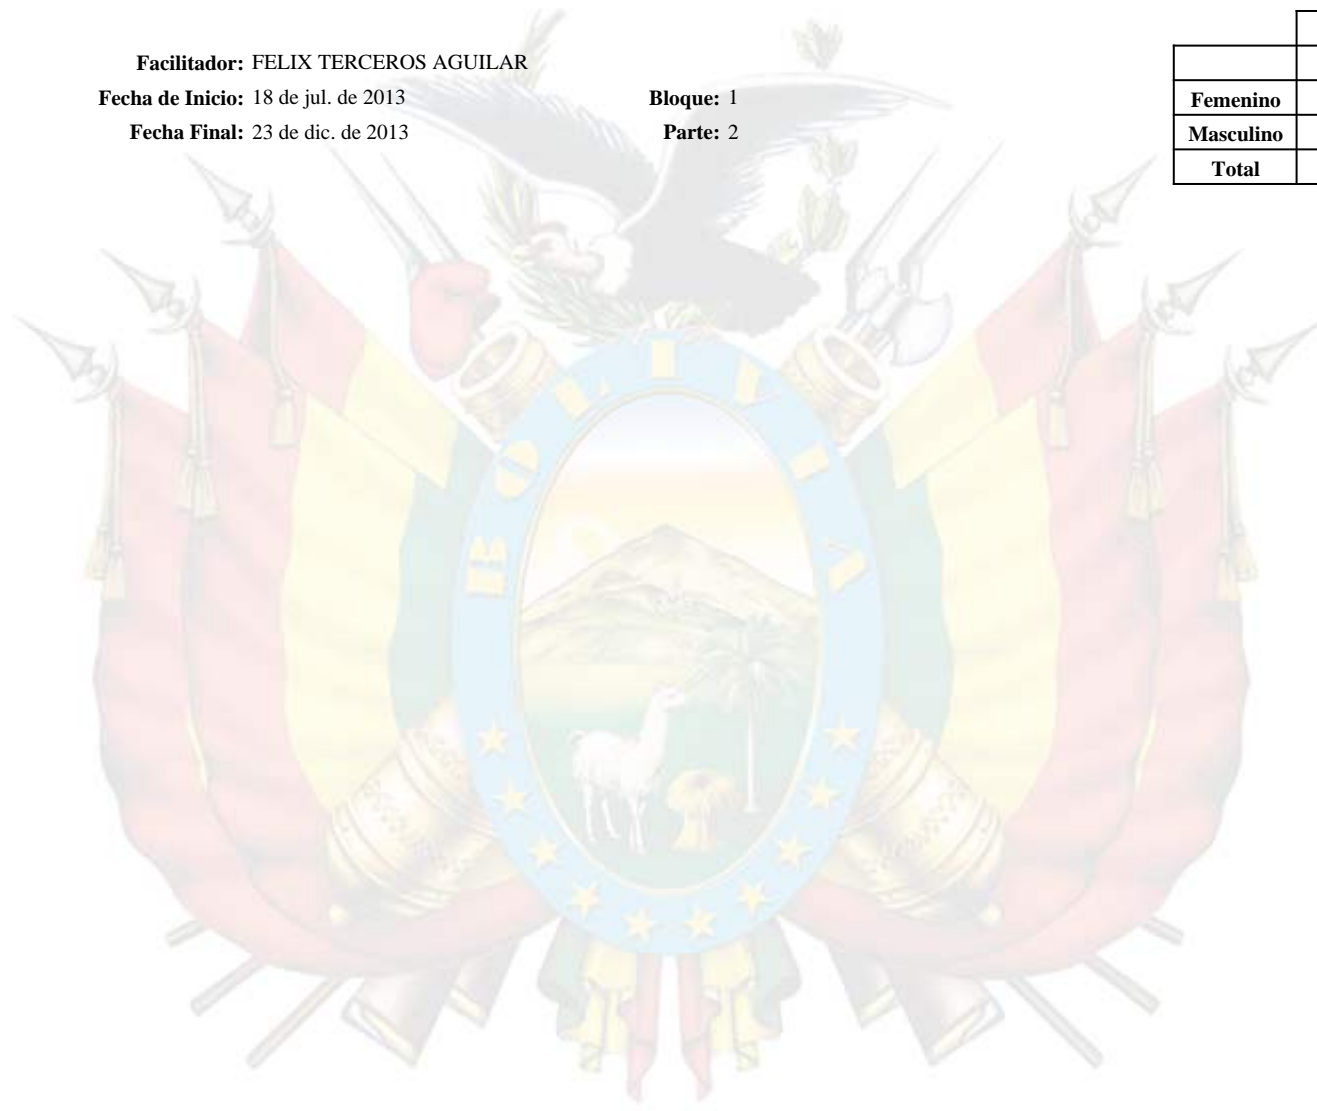 Facilitador: FELIX TERCEROS AGUILAR
Fecha de Inicio: 18 de jul. de 2013 Bloque: 1
Fecha Final: 23 de dic. de 2013 Parte: 2
Femenino
Masculino
Total
BOLIVIA